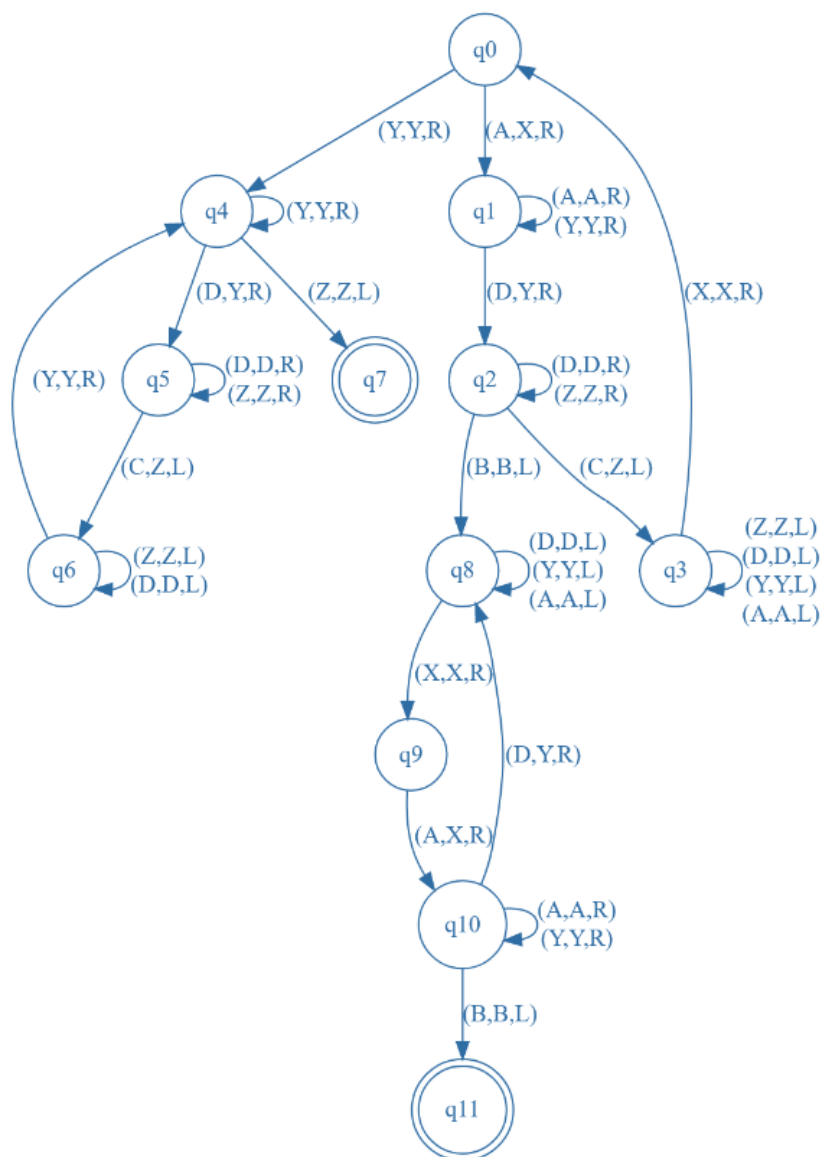 q0
(Y,Y,R)
(A,X,R)
q4
(Y,Y,R)
q1
(A,A,R)
(Y,Y,R)
(D,Y,R)
(Z,Z,L)
(D,Y,R)
(X,X,R)
(Y,Y,R)
q5
(D,D,R)
(Z,Z,R)
q7
q2
(D,D,R)
(Z,Z,R)
(C,Z,L)
(B,B,L)
(C,Z,L)
q6
(Z,Z,L)
(D,D,L)
q8
(D,D,L)
(Y,Y,L)
(A,A,L)
q3
(Z,Z,L)
(D,D,L)
(Y,Y,L)
(A,A,L)
(X,X,R)
q9
(D,Y,R)
(A,X,R)
q10
(A,A,R)
(Y,Y,R)
(B,B,L)
q11